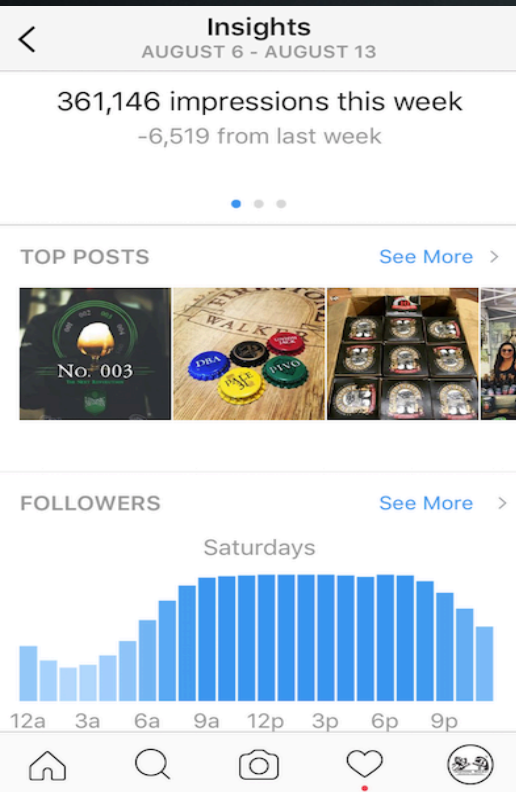 Insights
AUGUST 6 - AUGUST 13
361,146 impressions this week
-6,519 from last week
TOP POSTS
See More
No. 003
WALKER
DBA
PIVO
FOLLOWERS
See More
Saturdays
12a 3a 6a 9a 12p 3p 6p 9p